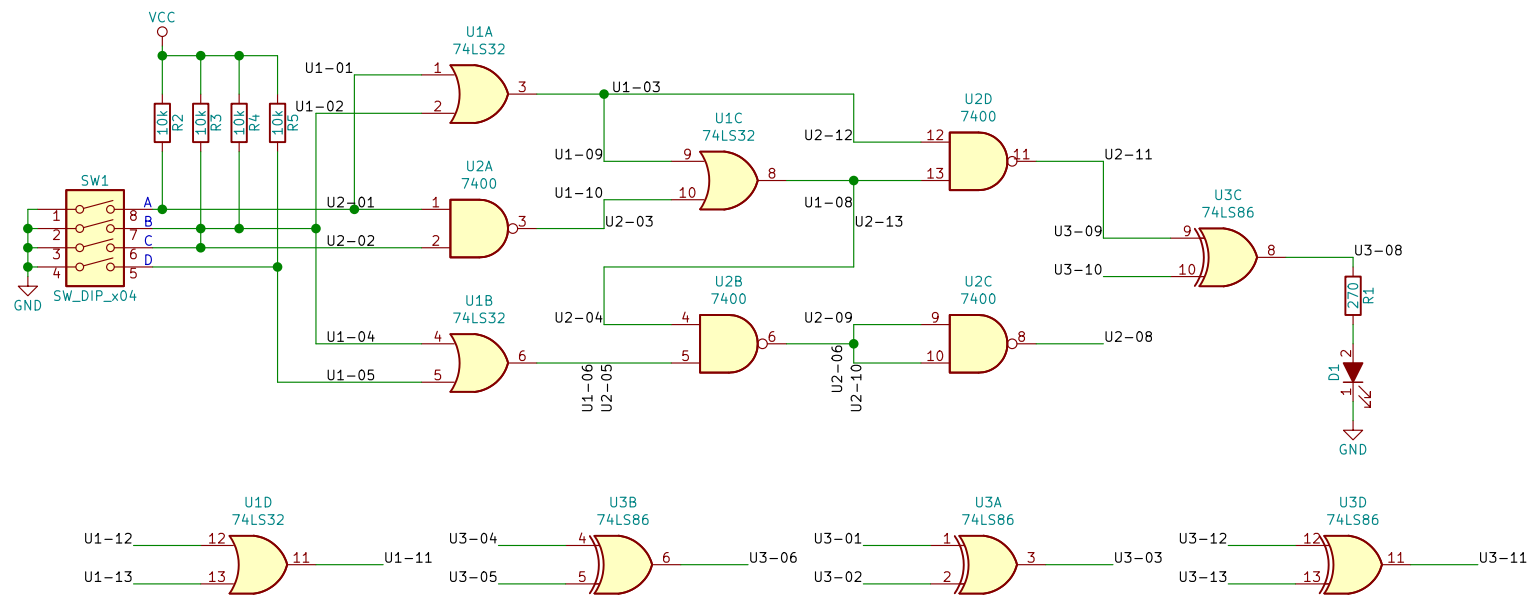 VCC
10k
R2
10k
R3
10k
R4
10k
R5
SW1
1
2
3
4
8
7
6
5
A
B
C
D
SW_DIP_x04
GND
U1-01
U1-02
U1A
74LS32
1
2
3
U1-03
U2-01
U2-02
U2A
7400
1
2
3
U2-03
U1-04
U1-05
U1B
74LS32
4
5
6
U1-06
U2-05
U1-09
U1-10
U1C
74LS32
9
10
8
U1-08
U2-13
U2-04
U2B
7400
4
5
6
U2-06
U2-10
U2-09
U2-12
U2D
7400
12
13
11
U2-11
U2C
7400
9
10
8
U2-08
U3-09
U3-10
U3C
74LS86
9
10
8
U3-08
270
R1
D1
2
1
GND
U1D
74LS32
U1-12
U1-13
12
13
11
U1-11
U3B
74LS86
U3-04
U3-05
4
5
6
U3-06
U3A
74LS86
U3-01
U3-02
1
2
3
U3-03
U3D
74LS86
U3-12
U3-13
12
13
11
U3-11